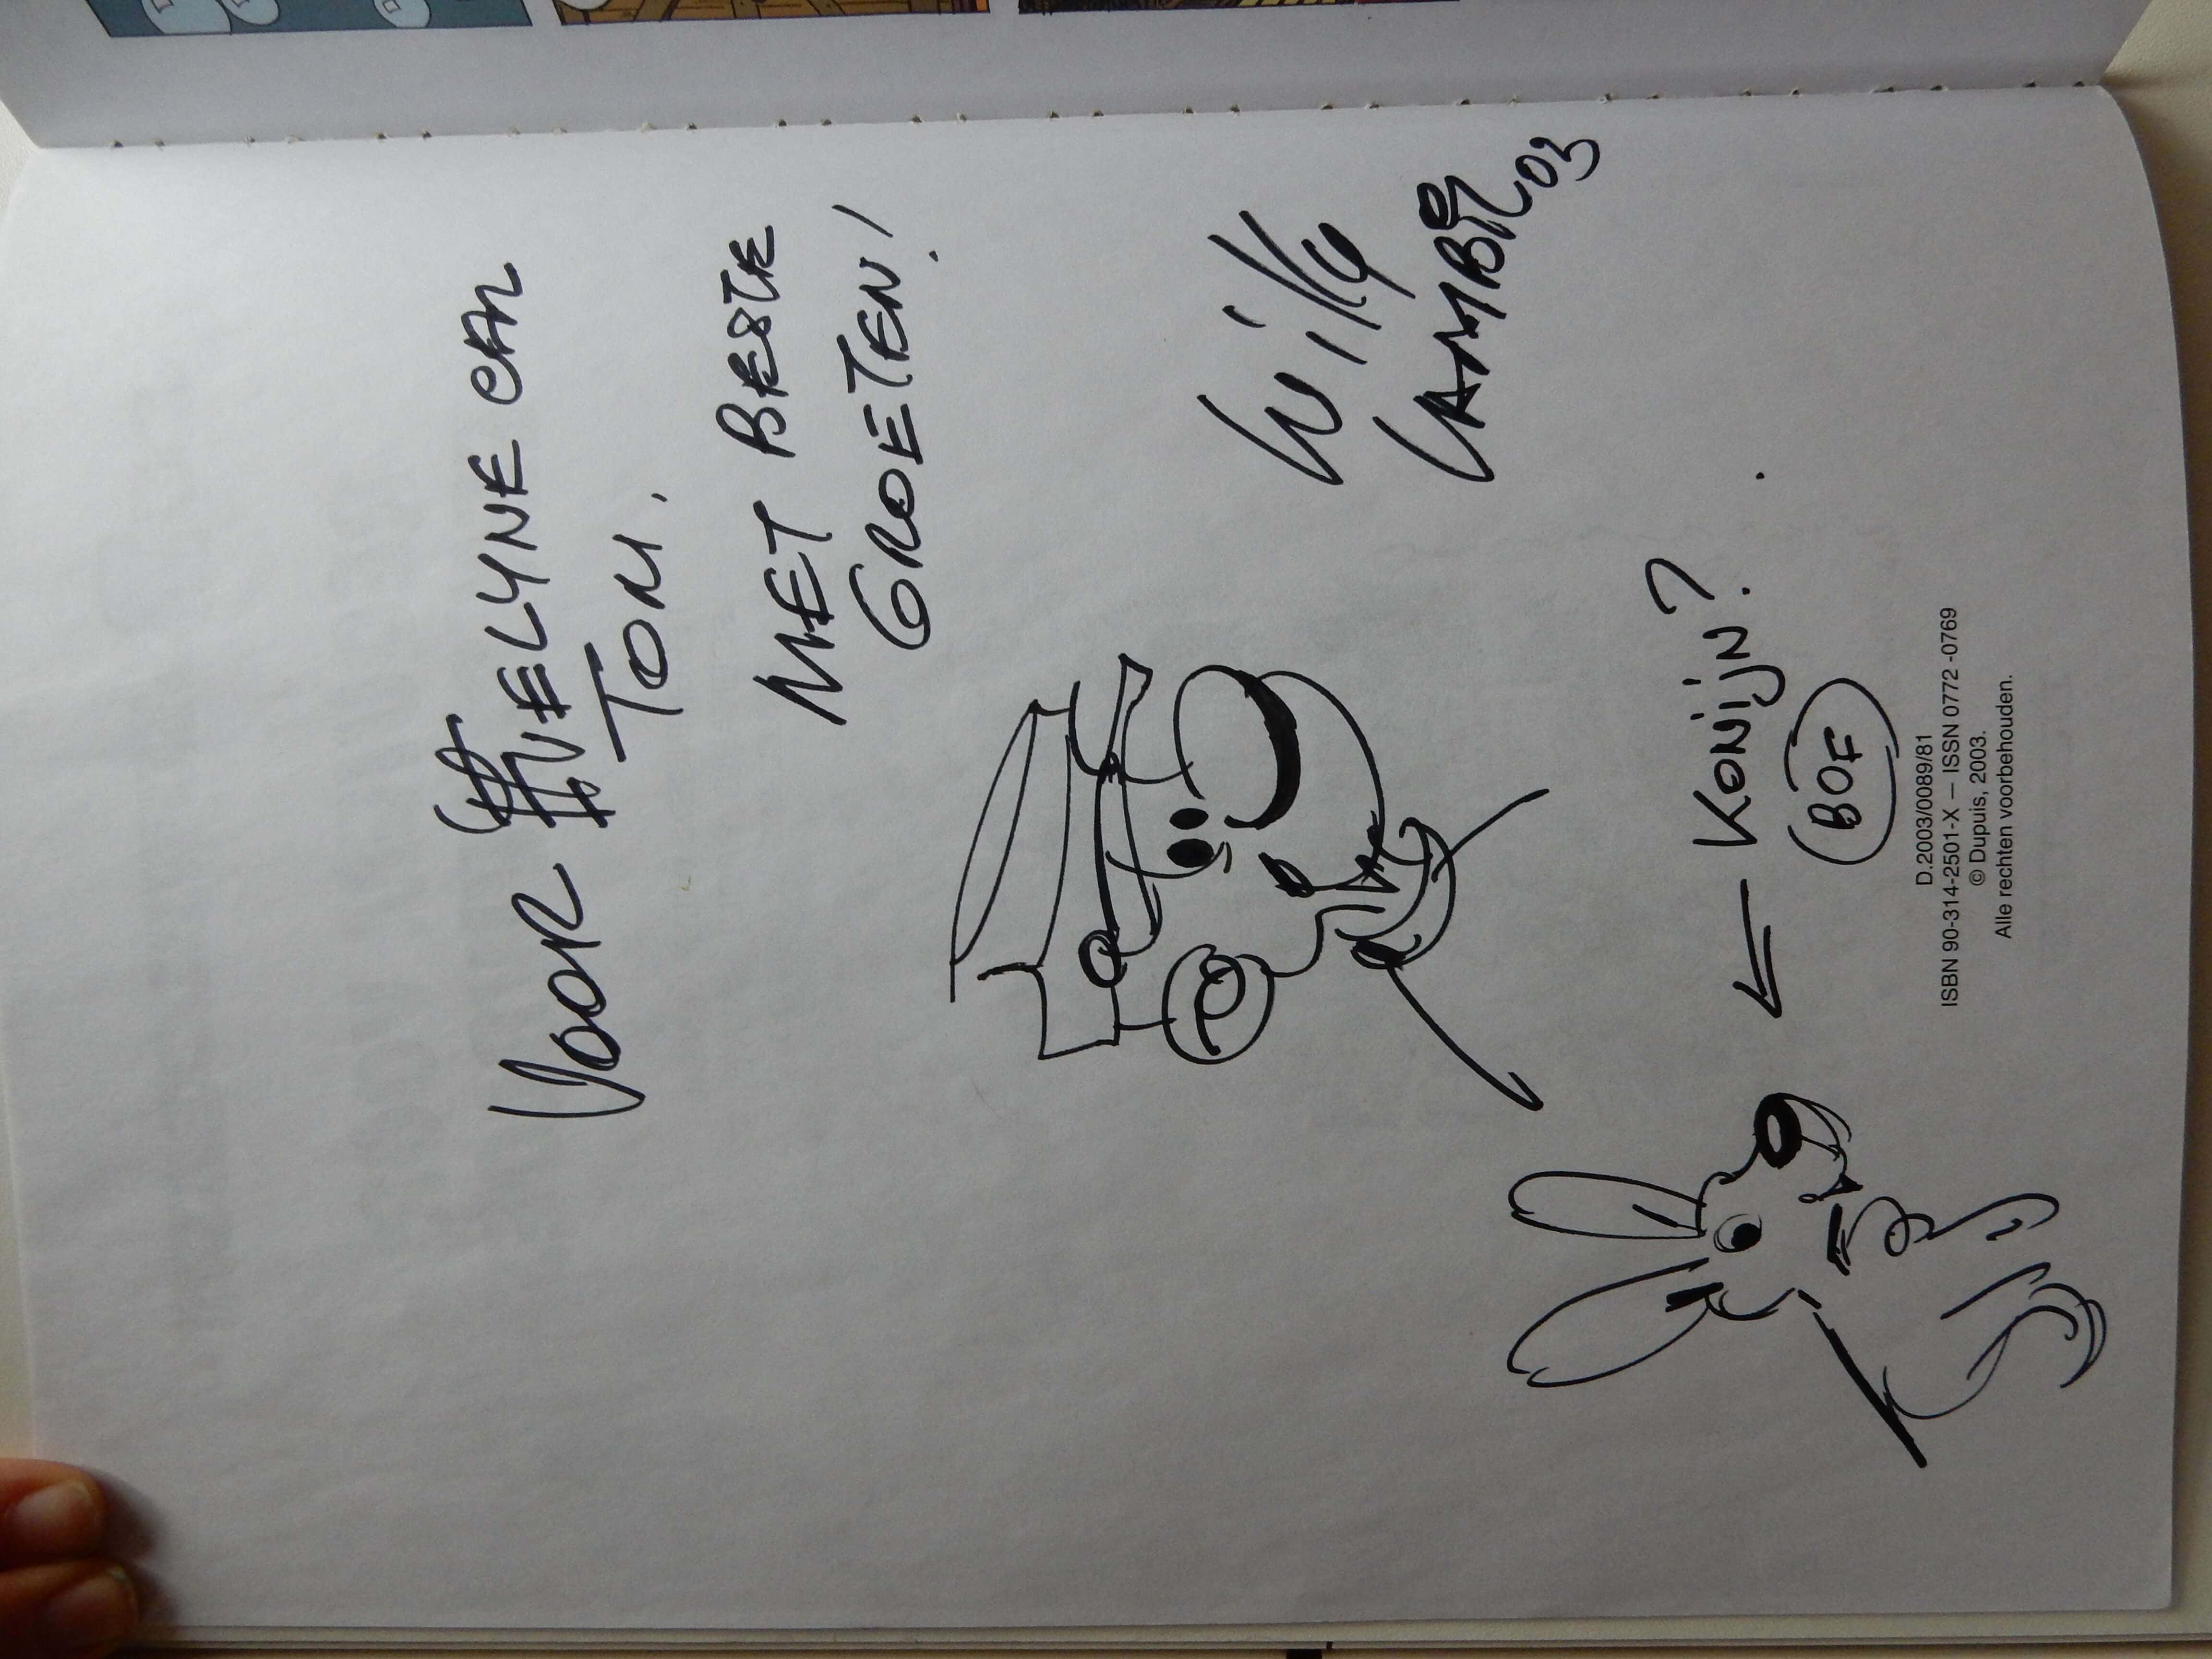 VOOR EVELYNE EN
TOM.
MET BESTE
GROETEN!
Willy
LAMBIL
03
KONIJN?
BOF
D.2003/0089/81
ISBN 90-314-2501-X — ISSN 0772 -0769
© Dupuis, 2003.
Alle rechten voorbehouden.